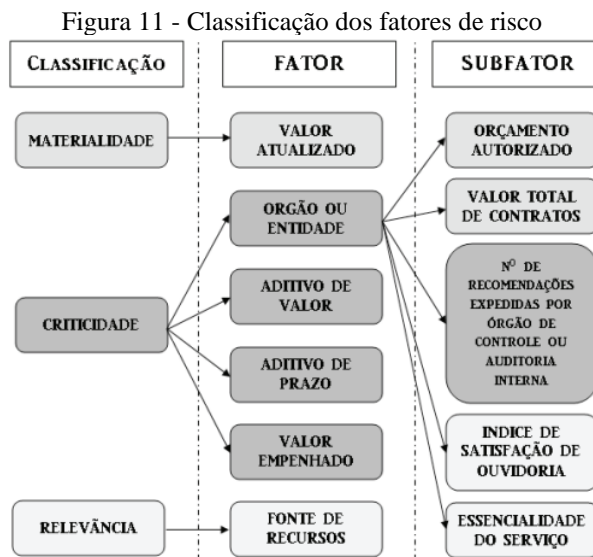 Figura 11 - Classificação dos fatores de risco
CLASSIFICAÇÃO
FATOR
SUBFATOR
MATERIALIDADE
VALOR
ATUALIZADO
ORÇAMENTO
AUTORIZADO
ORGÃO OU
ENTIDADE
VALOR TOTAL
DE CONTRATOS
CRITICIDADE
ADITIVO DE
VALOR
Nº DE
RECOMENDAÇÕES
EXPEDIDAS POR
ÓRGÃO DE
CONTROLE OU
AUDITORIA
INTERNA
ADITIVO DE
PRAZO
VALOR
EMPENHADO
INDICE DE
SATISFAÇÃO DE
OUVIDORIA
RELEVÂNCIA
FONTE DE
RECURSOS
ESSENCIALIDADE
DO SERVIÇO